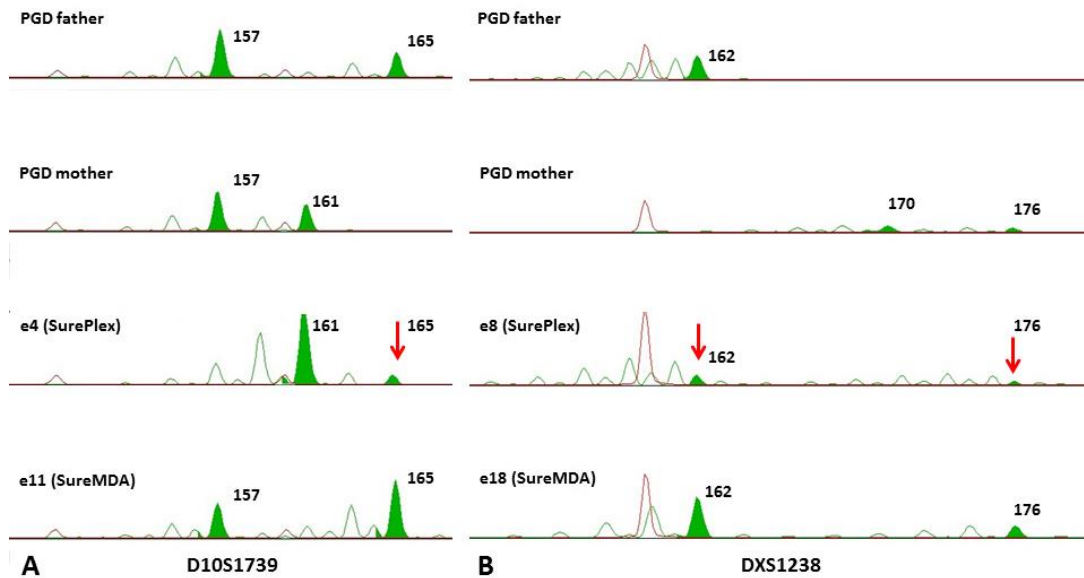 PGD father
157
165
PGD mother
157
161
e4 (SurePlex)
161
165
e11 (SureMDA)
157
165
A
D10S1739
PGD father
162
PGD mother
170
176
e8 (SurePlex)
162
176
e18 (SureMDA)
162
176
B
DXS1238